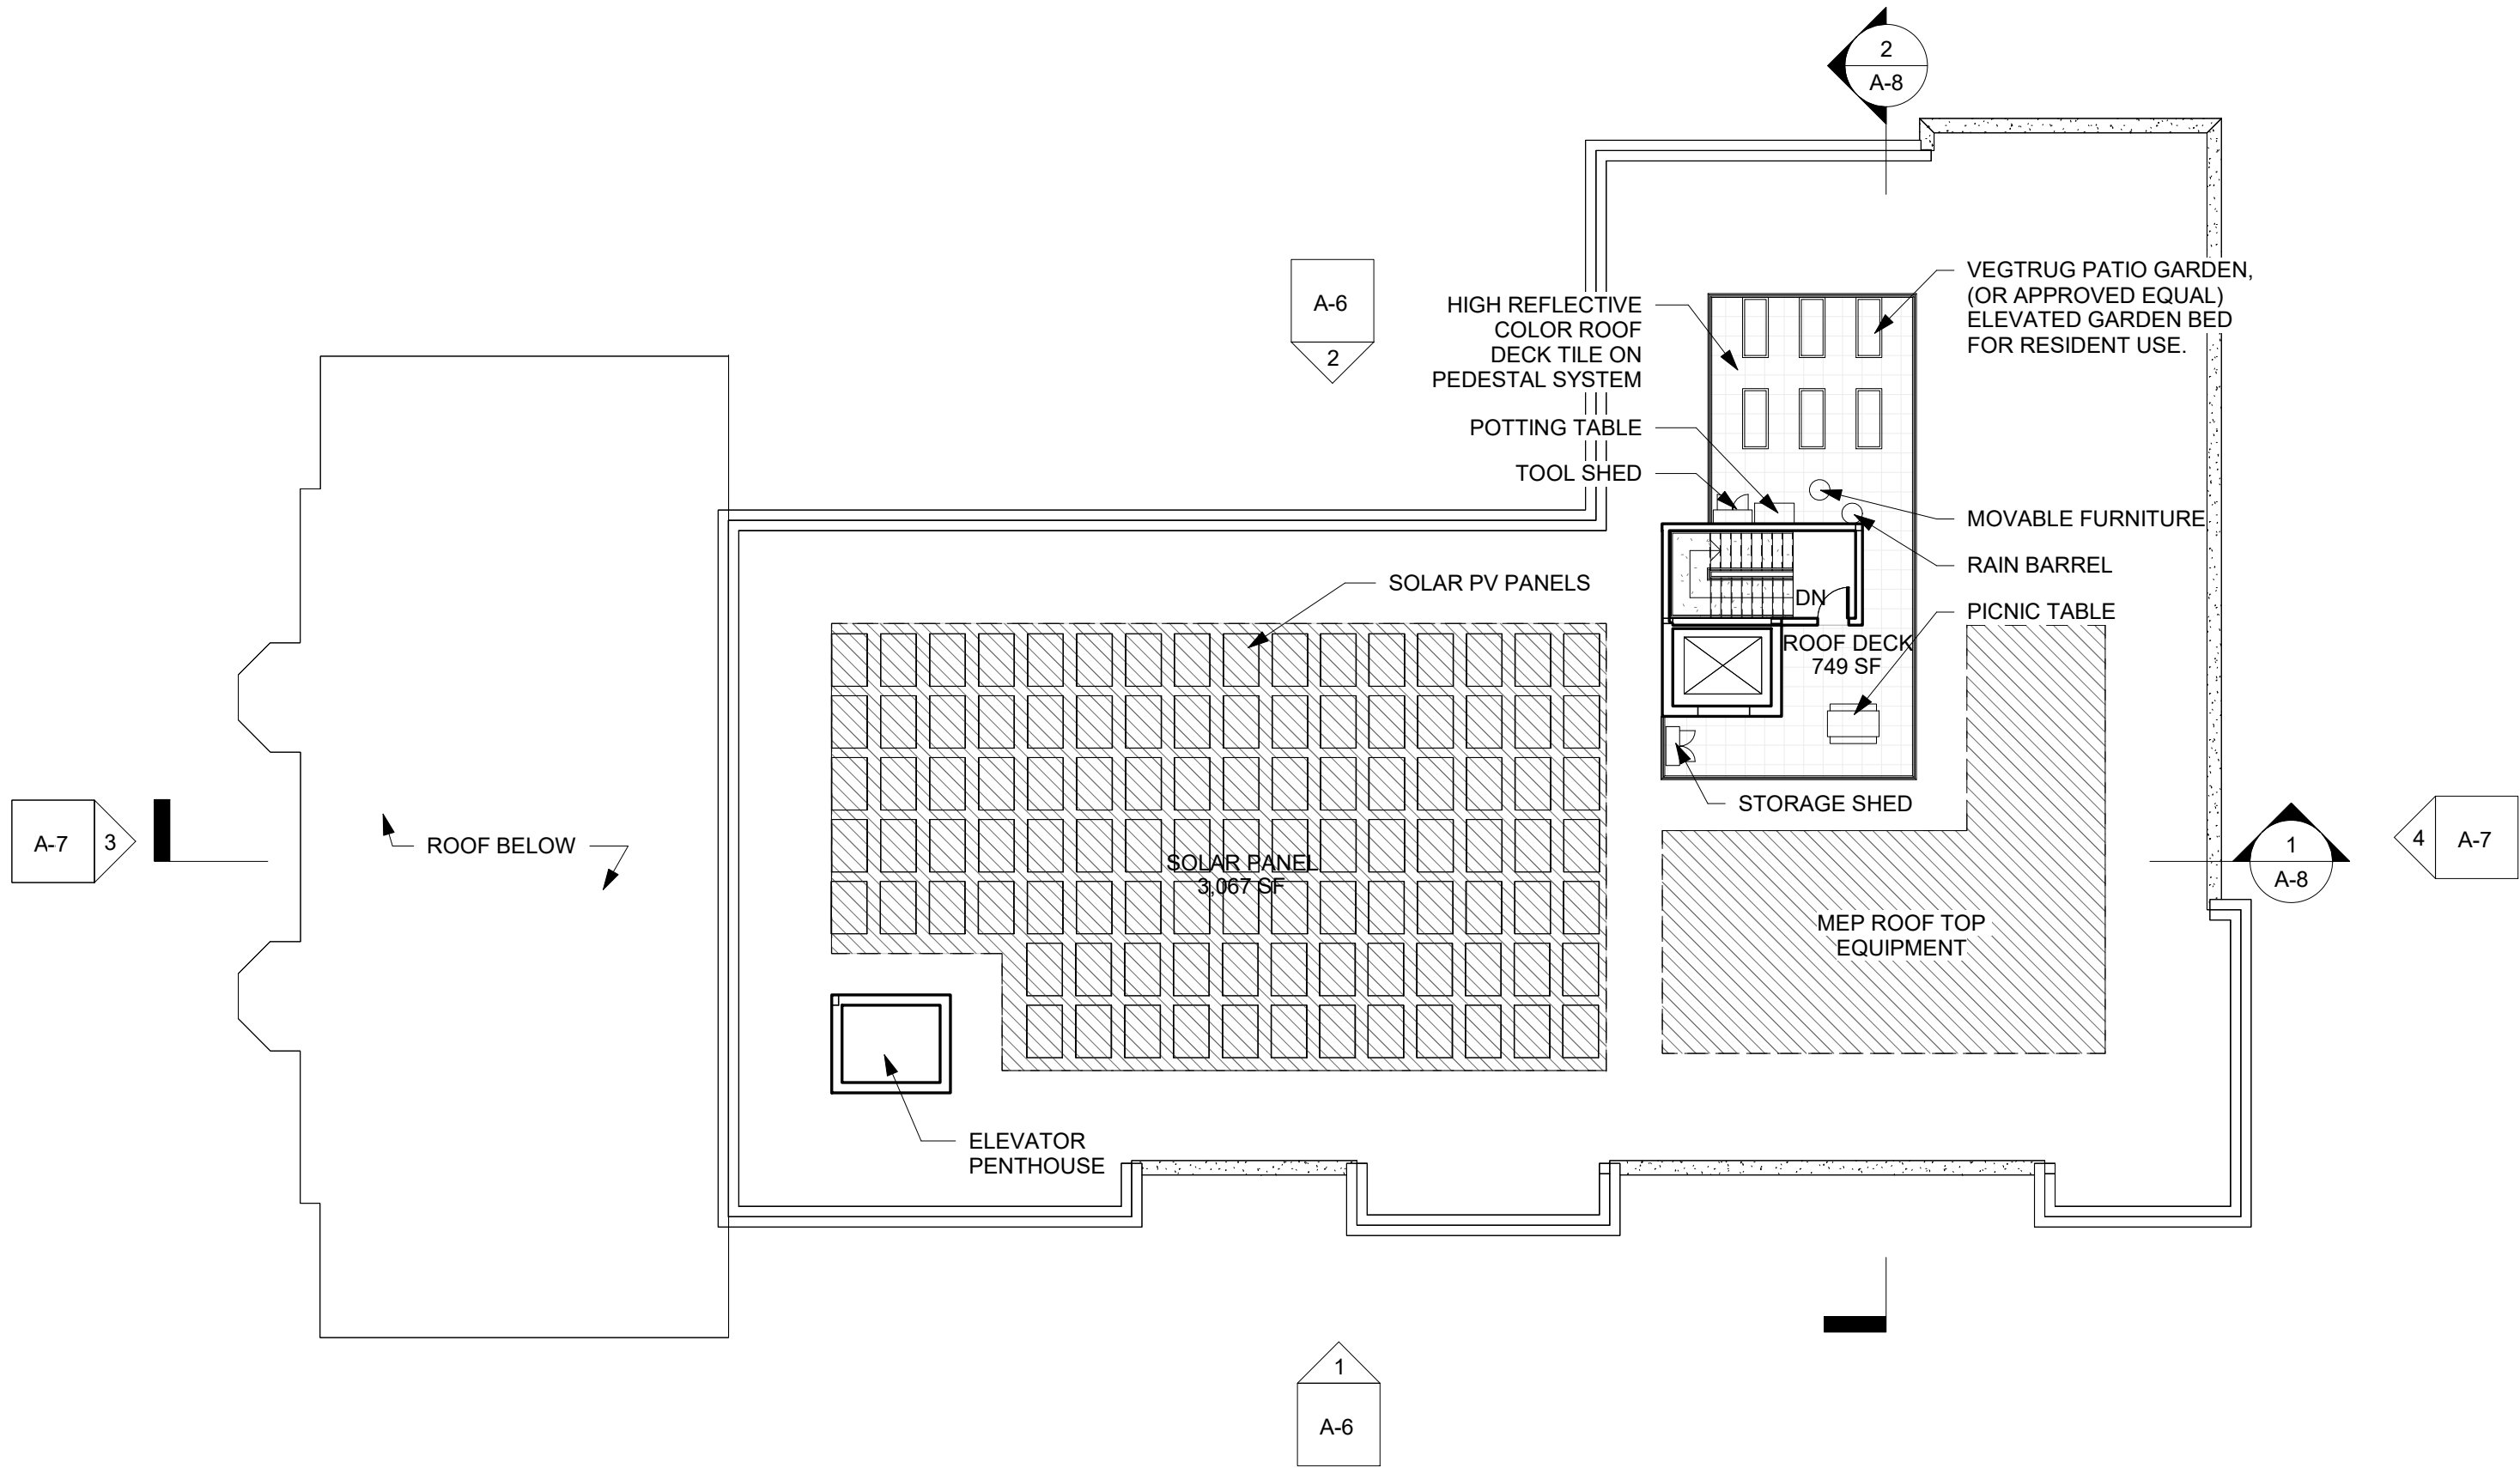 2
A-8
A-6
2
HIGH REFLECTIVE
COLOR ROOF
DECK TILE ON
PEDESTAL SYSTEM
VEGTRUG PATIO GARDEN,
(OR APPROVED EQUAL)
ELEVATED GARDEN BED
FOR RESIDENT USE.
POTTING TABLE
TOOL SHED
MOVABLE FURNITURE
RAIN BARREL
SOLAR PV PANELS
DN
PICNIC TABLE
ROOF DECK
749 SF
STORAGE SHED
A-7
3
ROOF BELOW
SOLAR PANEL
3,067 SF
MEP ROOF TOP
EQUIPMENT
1
A-8
4
A-7
ELEVATOR
PENTHOUSE
1
A-6